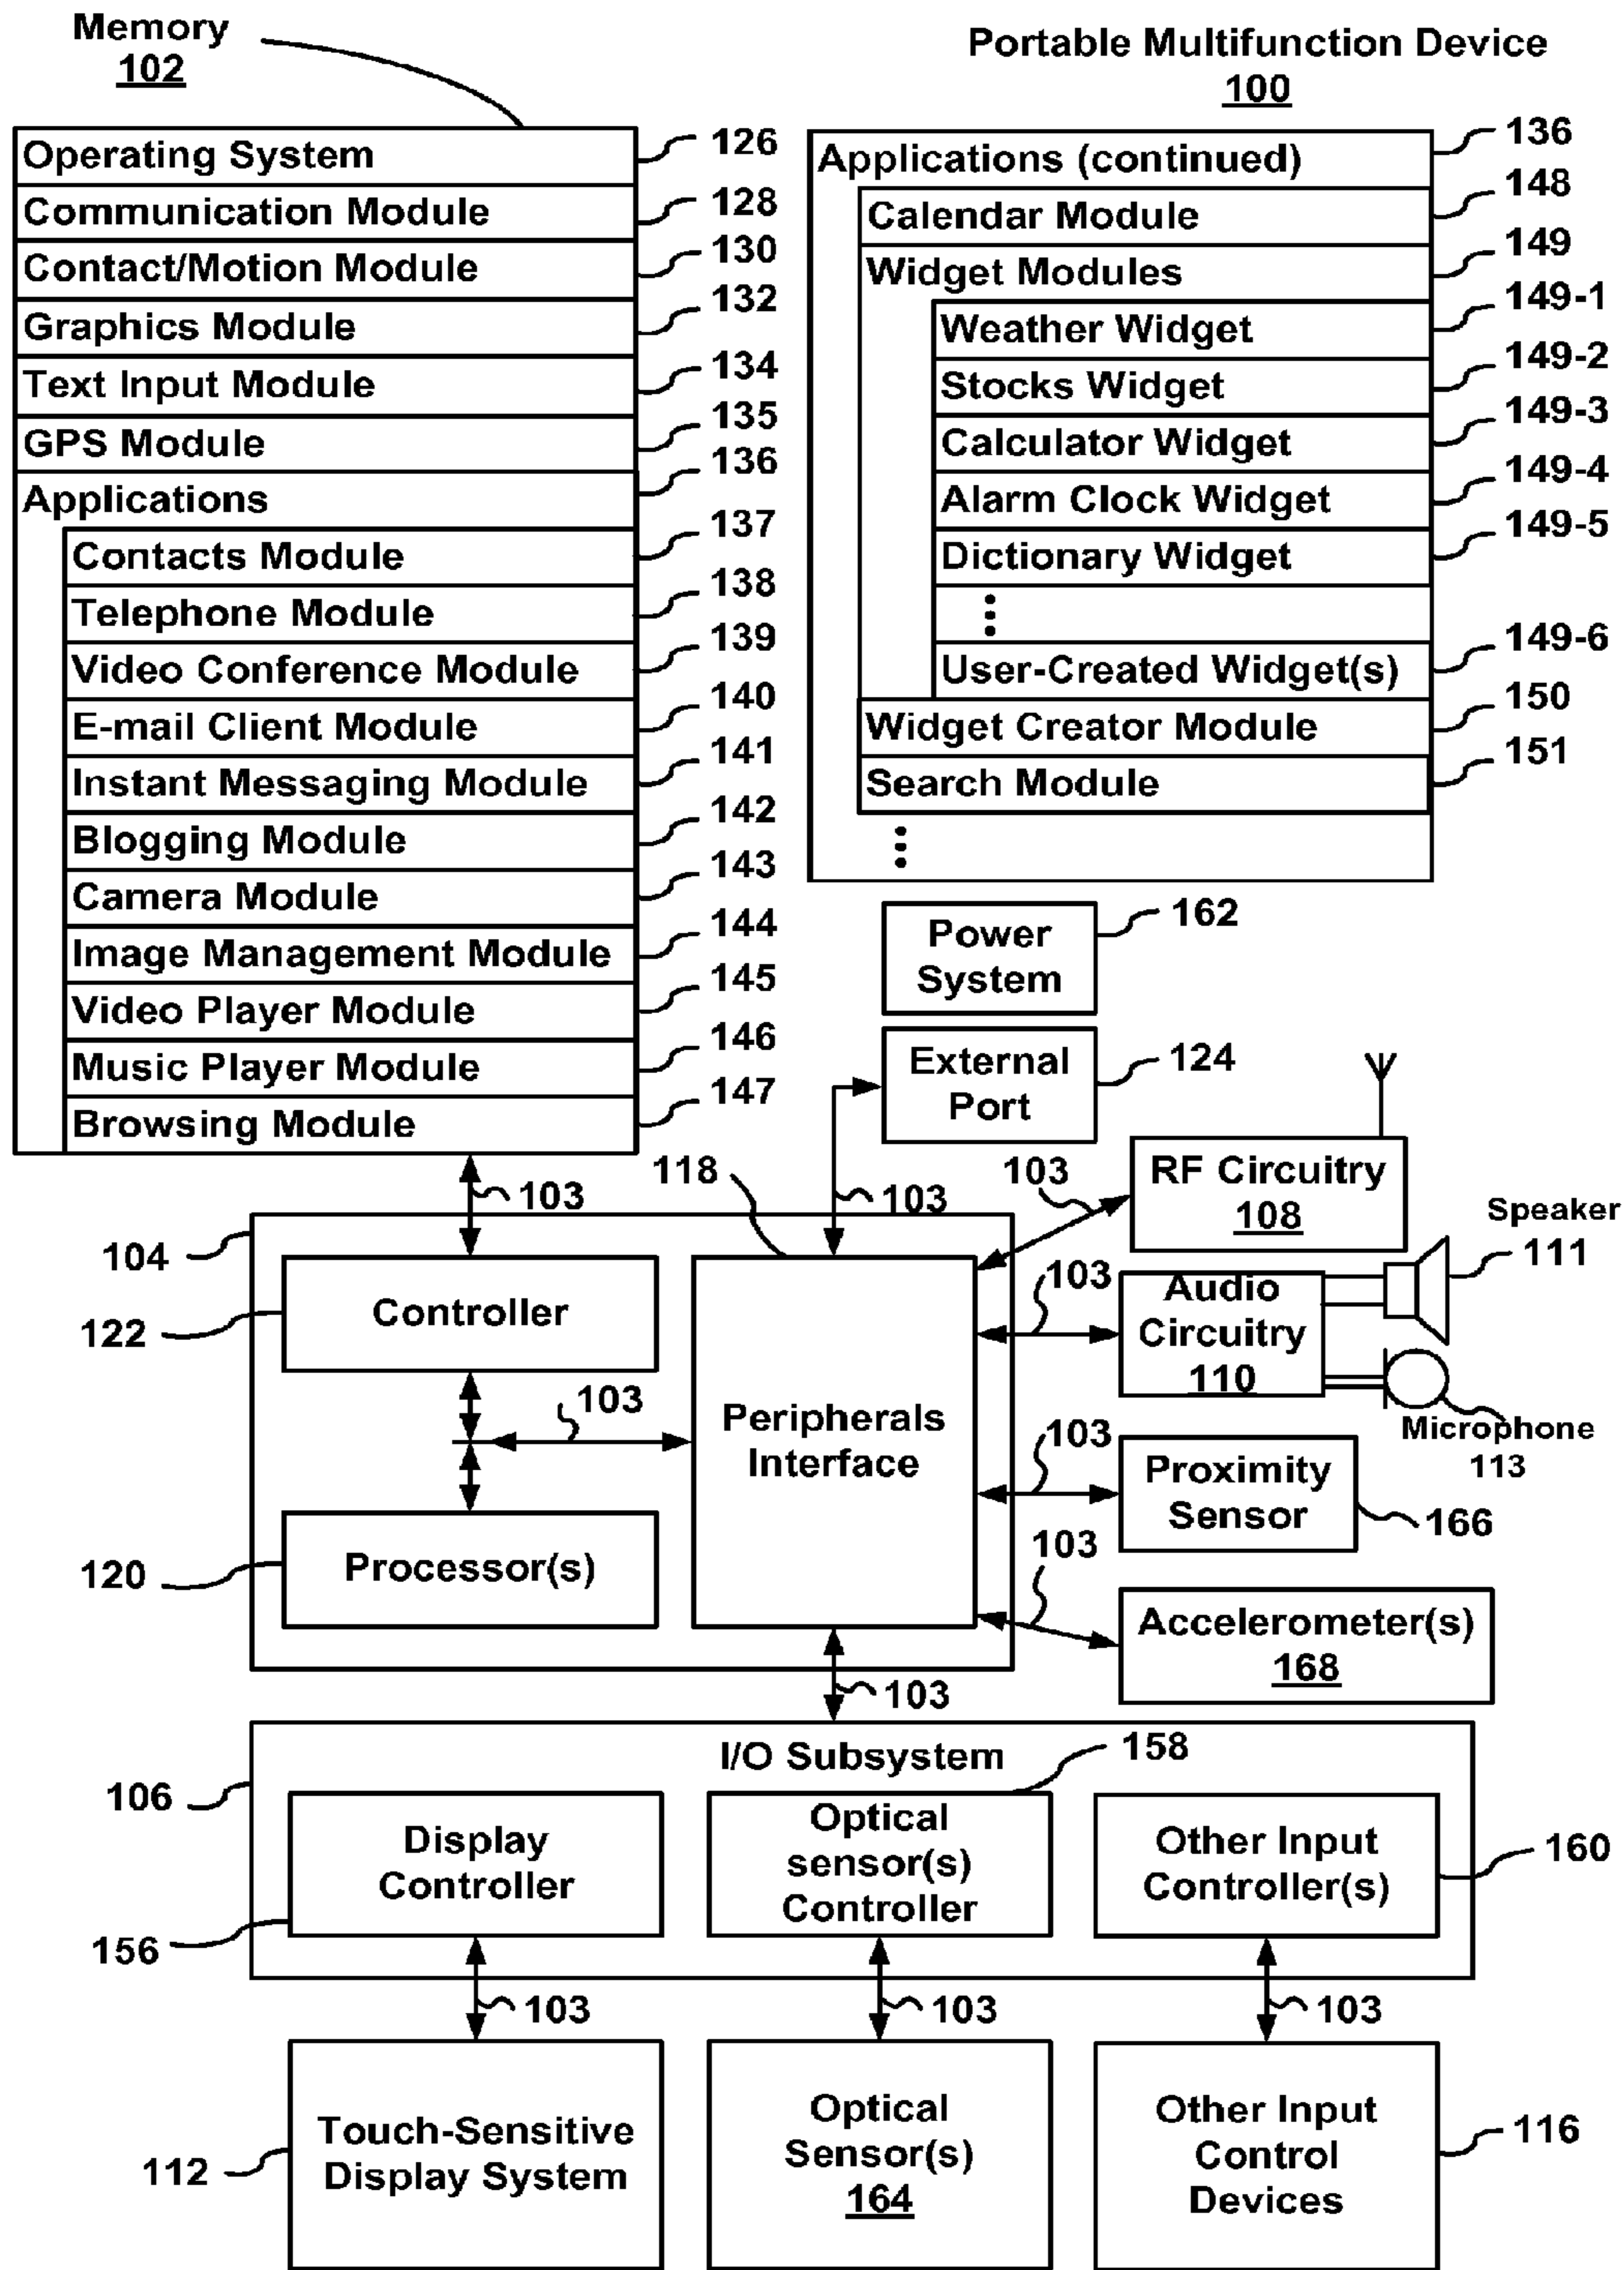 Memory
102
Portable Multifunction Device
100
Operating System
126
Communication Module
128
Contact/Motion Module
130
Graphics Module
132
Text Input Module
134
GPS Module
135
Applications
136
Contacts Module
137
Telephone Module
138
Video Conference Module
139
E-mail Client Module
140
Instant Messaging Module
141
Blogging Module
142
Camera Module
143
Image Management Module
144
Video Player Module
145
Music Player Module
146
Browsing Module
147
Applications (continued)
136
Calendar Module
148
Widget Modules
149
Weather Widget
149-1
Stocks Widget
149-2
Calculator Widget
149-3
Alarm Clock Widget
149-4
Dictionary Widget
149-5
User-Created Widget(s)
149-6
Widget Creator Module
150
Search Module
151
Power
System
162
External
Port
124
103
118
103
103
RF Circuitry
108
Speaker
111
104
Controller
122
103
Peripherals
Interface
103
Audio
Circuitry
110
Microphone
113
Processor(s)
120
103
Proximity
Sensor
166
103
Accelerometer(s)
168
103
I/O Subsystem
106
Display
Controller
156
158
Optical
sensor(s)
Controller
Other Input
Controller(s)
160
103
103
103
Touch-Sensitive
Display System
112
Optical
Sensor(s)
164
Other Input
Control
Devices
116